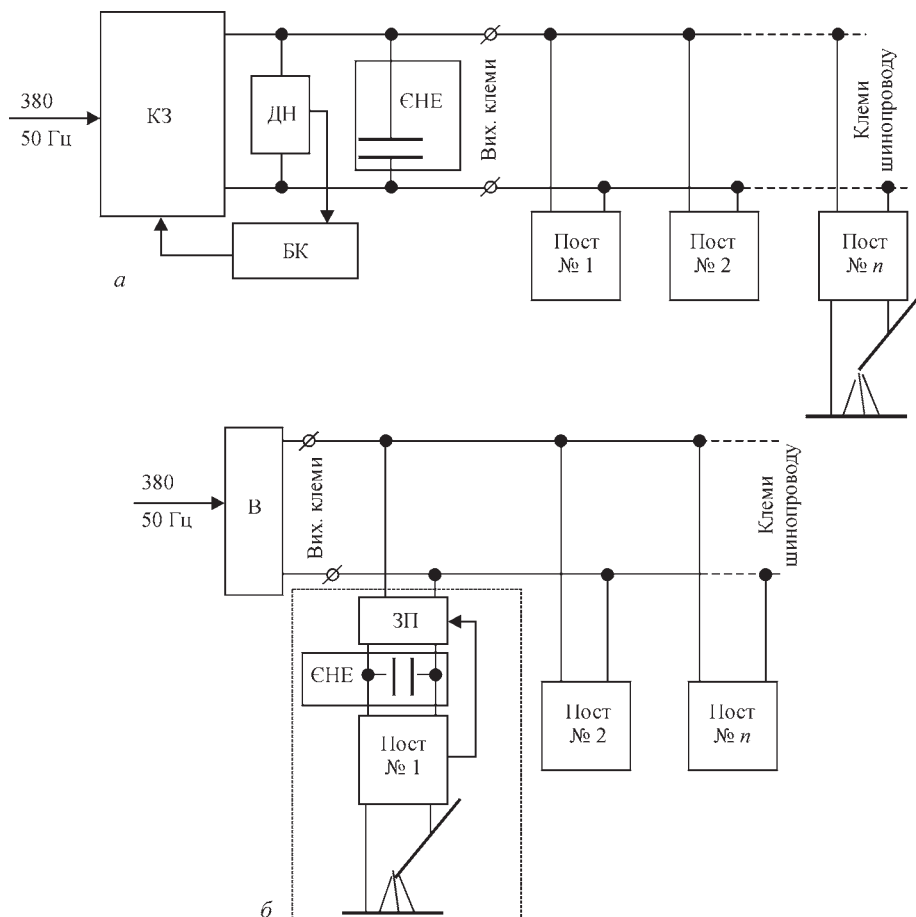 380
50 Гц
КЗ
ДН
ЄНЕ
Вих. клеми
Клеми
шинопроводу
БК
Пост
№ 1
Пост
№ 2
Пост
№ n
а
380
50 Гц
В
Вих. клеми
Клеми
шинопроводу
ЗП
ЄНЕ
Пост
№ 1
Пост
№ 2
Пост
№ n
б